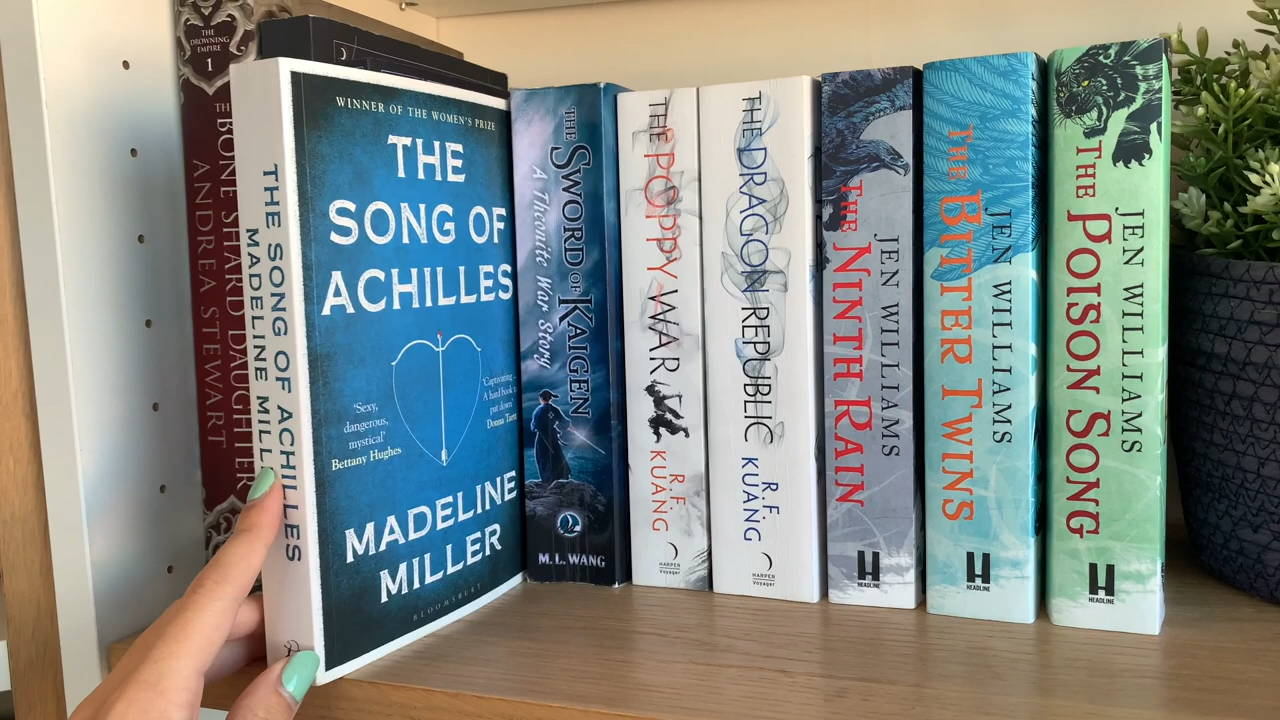 THE
DROWNING
EMPIRE
1
THE BONE SHARD DAUGHTER
ANDREA STEWART
THE SONG OF ACHILLES
MADELINE MILLER
WINNER OF THE WOMEN'S PRIZE
THE
SONG OF
ACHILLES
'Sexy,
dangerous,
mystical'
Bettany Hughes
'Captivating
A hard book
put down'
Donna
MADELINE
MILLER
BLOOMSBURY
THE SWORD OF KAIGEN
A Theonite War Story
M. L. WANG
THE POPPY WAR
R.F.
KUANG
HARPER
Voyager
THE DRAGON REPUBLIC
R.F.
KUANG
HARPER
Voyager
THE NINTH RAIN
JEN WILLIAMS
H
HEADLINE
THE BITTER TWINS
JEN WILLIAMS
H
HEADLINE
THE POISON SONG
JEN WILLIAMS
H
HEADLINE